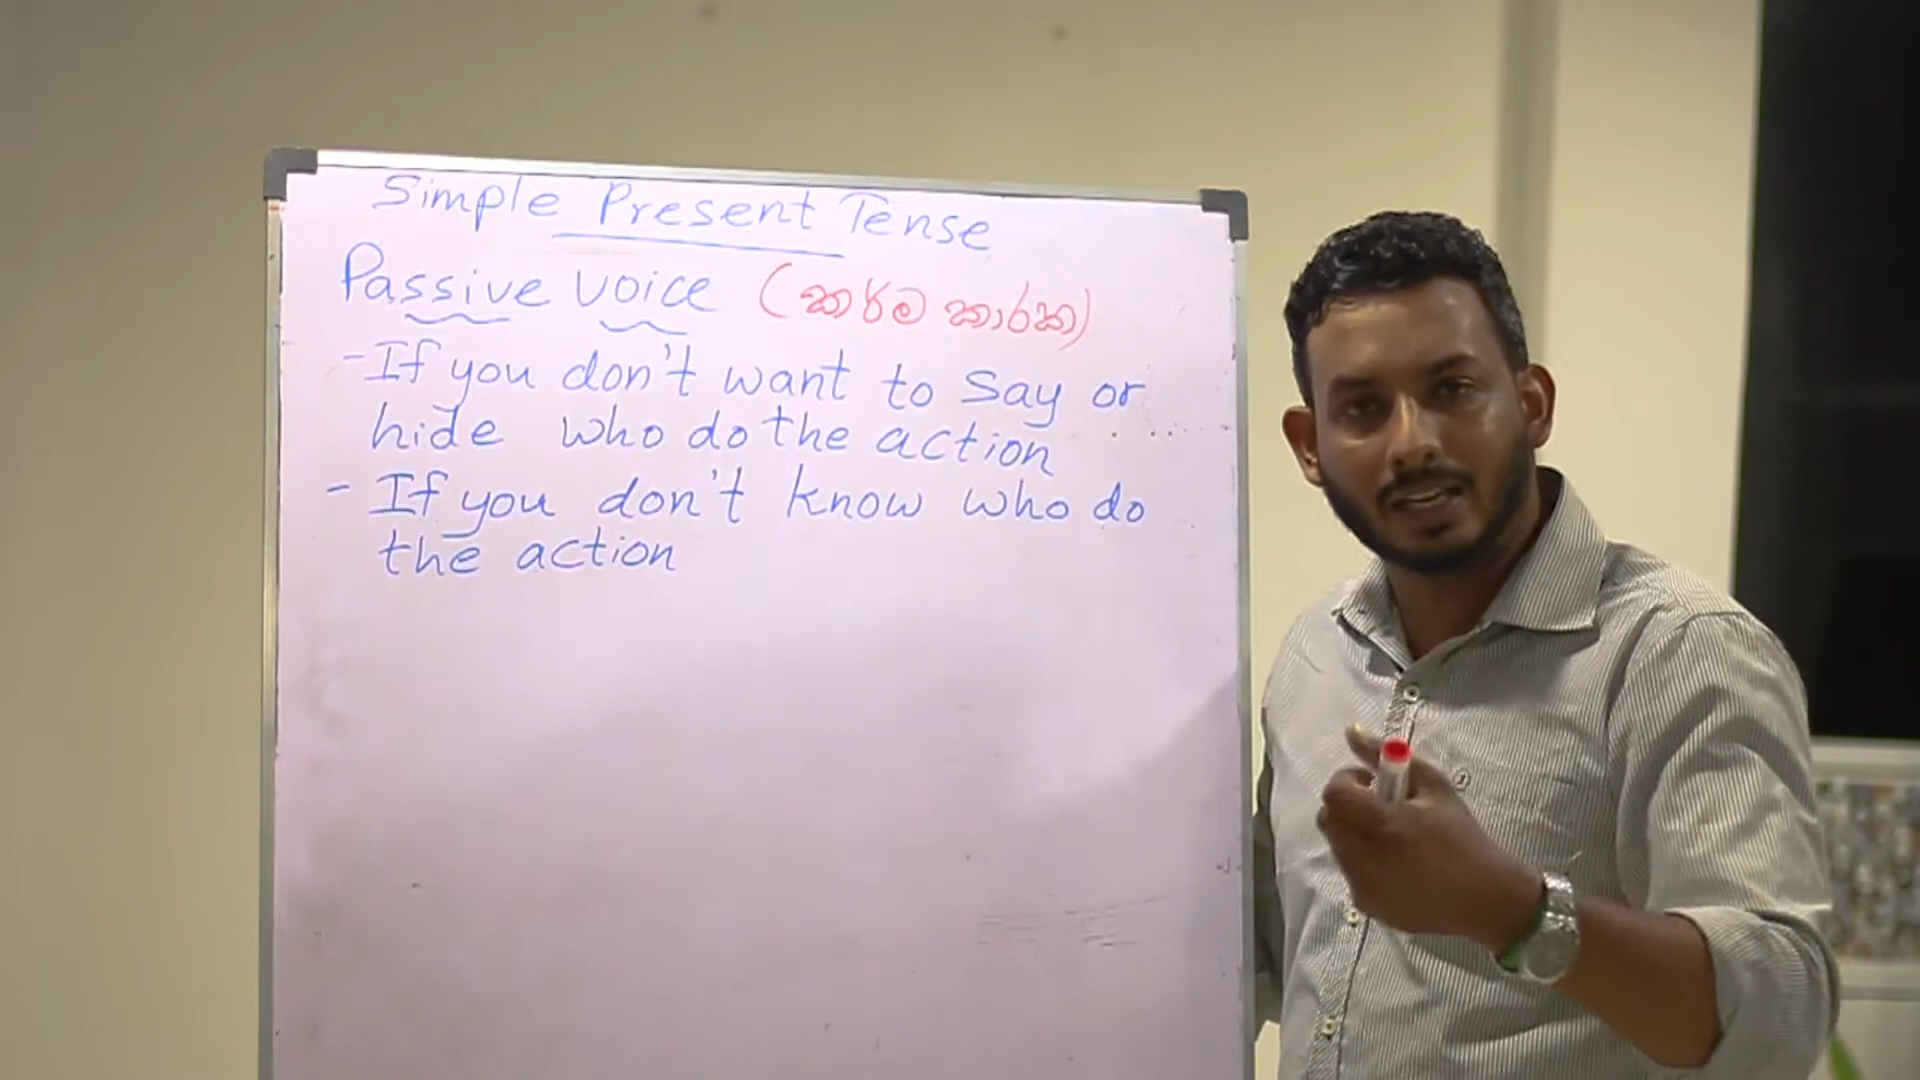 Simple Present Tense
Passive voice (කර්ම කාරක)
- If you don't want to say or
hide who do the action
- If you don't know who do
the action